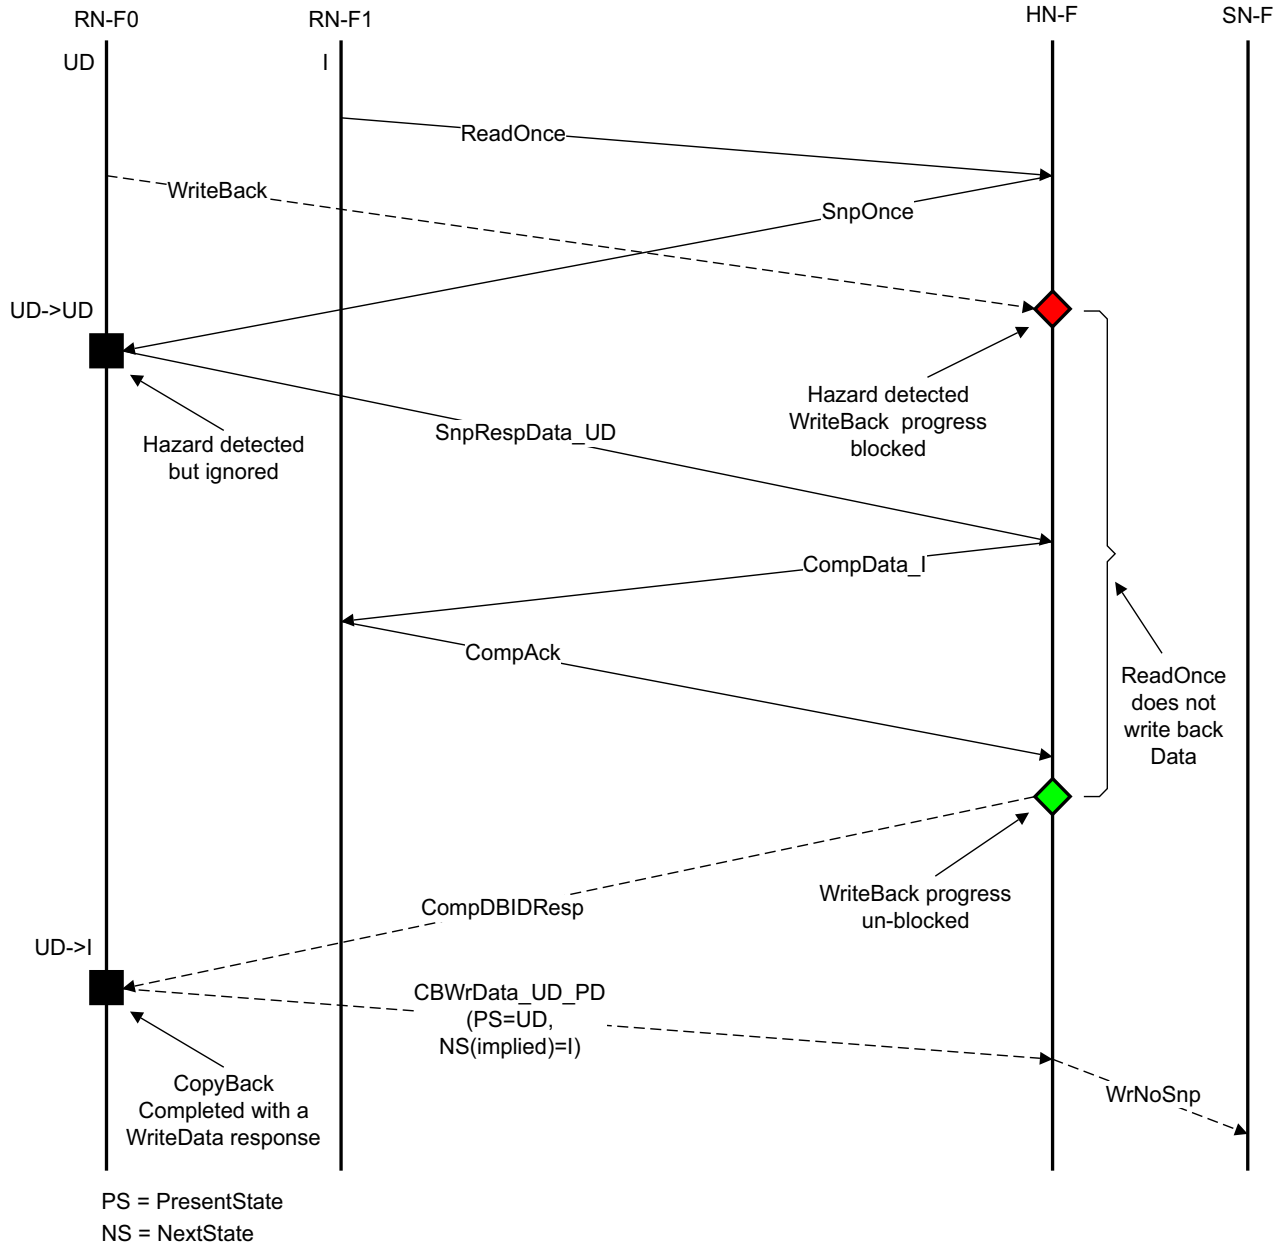 RN-F0
RN-F1
HN-F
SN-F
UD
I
ReadOnce
WriteBack
SnpOnce
UD->UD
Hazard detected
WriteBack progress
blocked
Hazard detected
but ignored
SnpRespData_UD
CompData_I
CompAck
ReadOnce
does not
write back
Data
WriteBack progress
un-blocked
CompDBIDResp
UD->I
CBWrData_UD_PD
(PS=UD,
NS(implied)=I)
CopyBack
Completed with a
WriteData response
WrNoSnp
PS = PresentState
NS = NextState